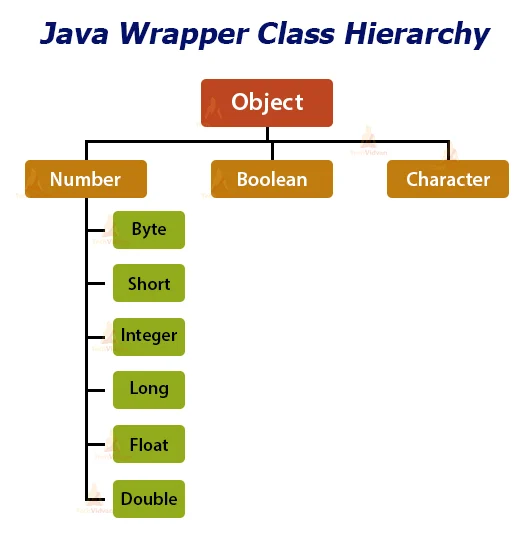 Java Wrapper Class Hierarchy
Object
Number
Boolean
Character
Byte
Short
Integer
Long
Float
Double